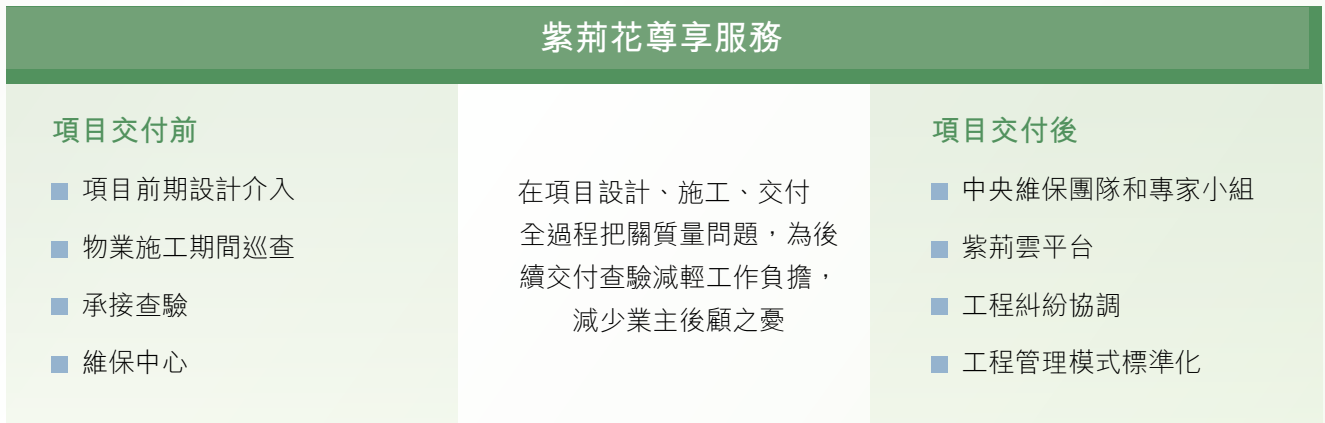 紫荊花尊享服務
項目交付前
項目前期設計介入
物業施工期間巡查
承接查驗
維保中心
在項目設計、施工、交付
全過程把關質量問題，為後
續交付查驗減輕工作負擔，
減少業主後顧之憂
項目交付後
中央維保團隊和專家小組
紫荊雲平台
工程糾紛協調
工程管理模式標準化